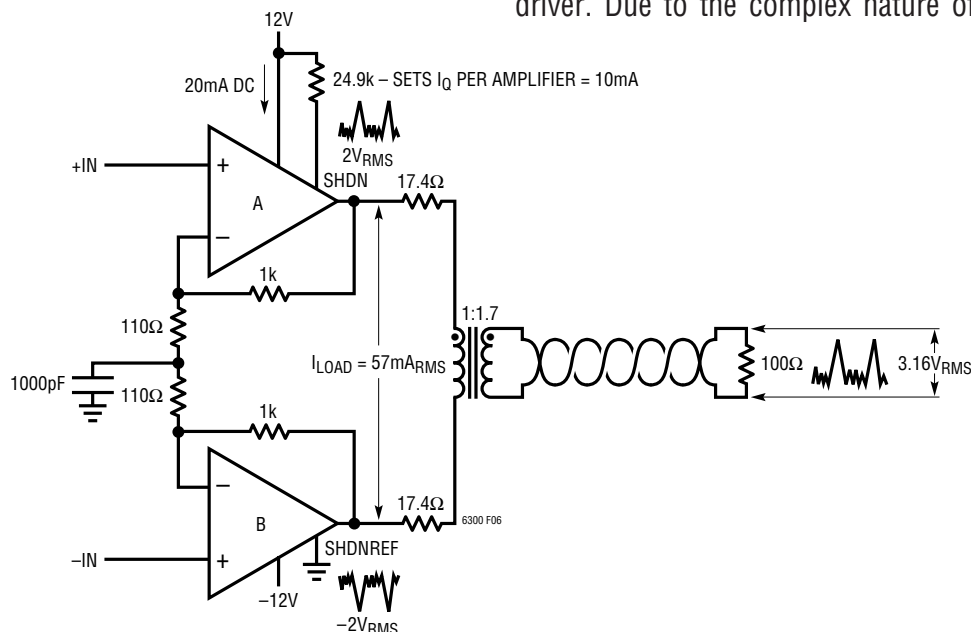 driver. Due to the complex nature of
12V
20mA DC
24.9k – SETS IQ PER AMPLIFIER = 10mA
2VRMS
+IN
+
SHDN
17.4Ω
A
–
1k
1:1.7
110Ω
1000pF
ILOAD = 57mARMS
100Ω
3.16VRMS
110Ω
1k
–
17.4Ω
6300 F06
B
SHDNREF
–IN
+
–12V
–2VRMS